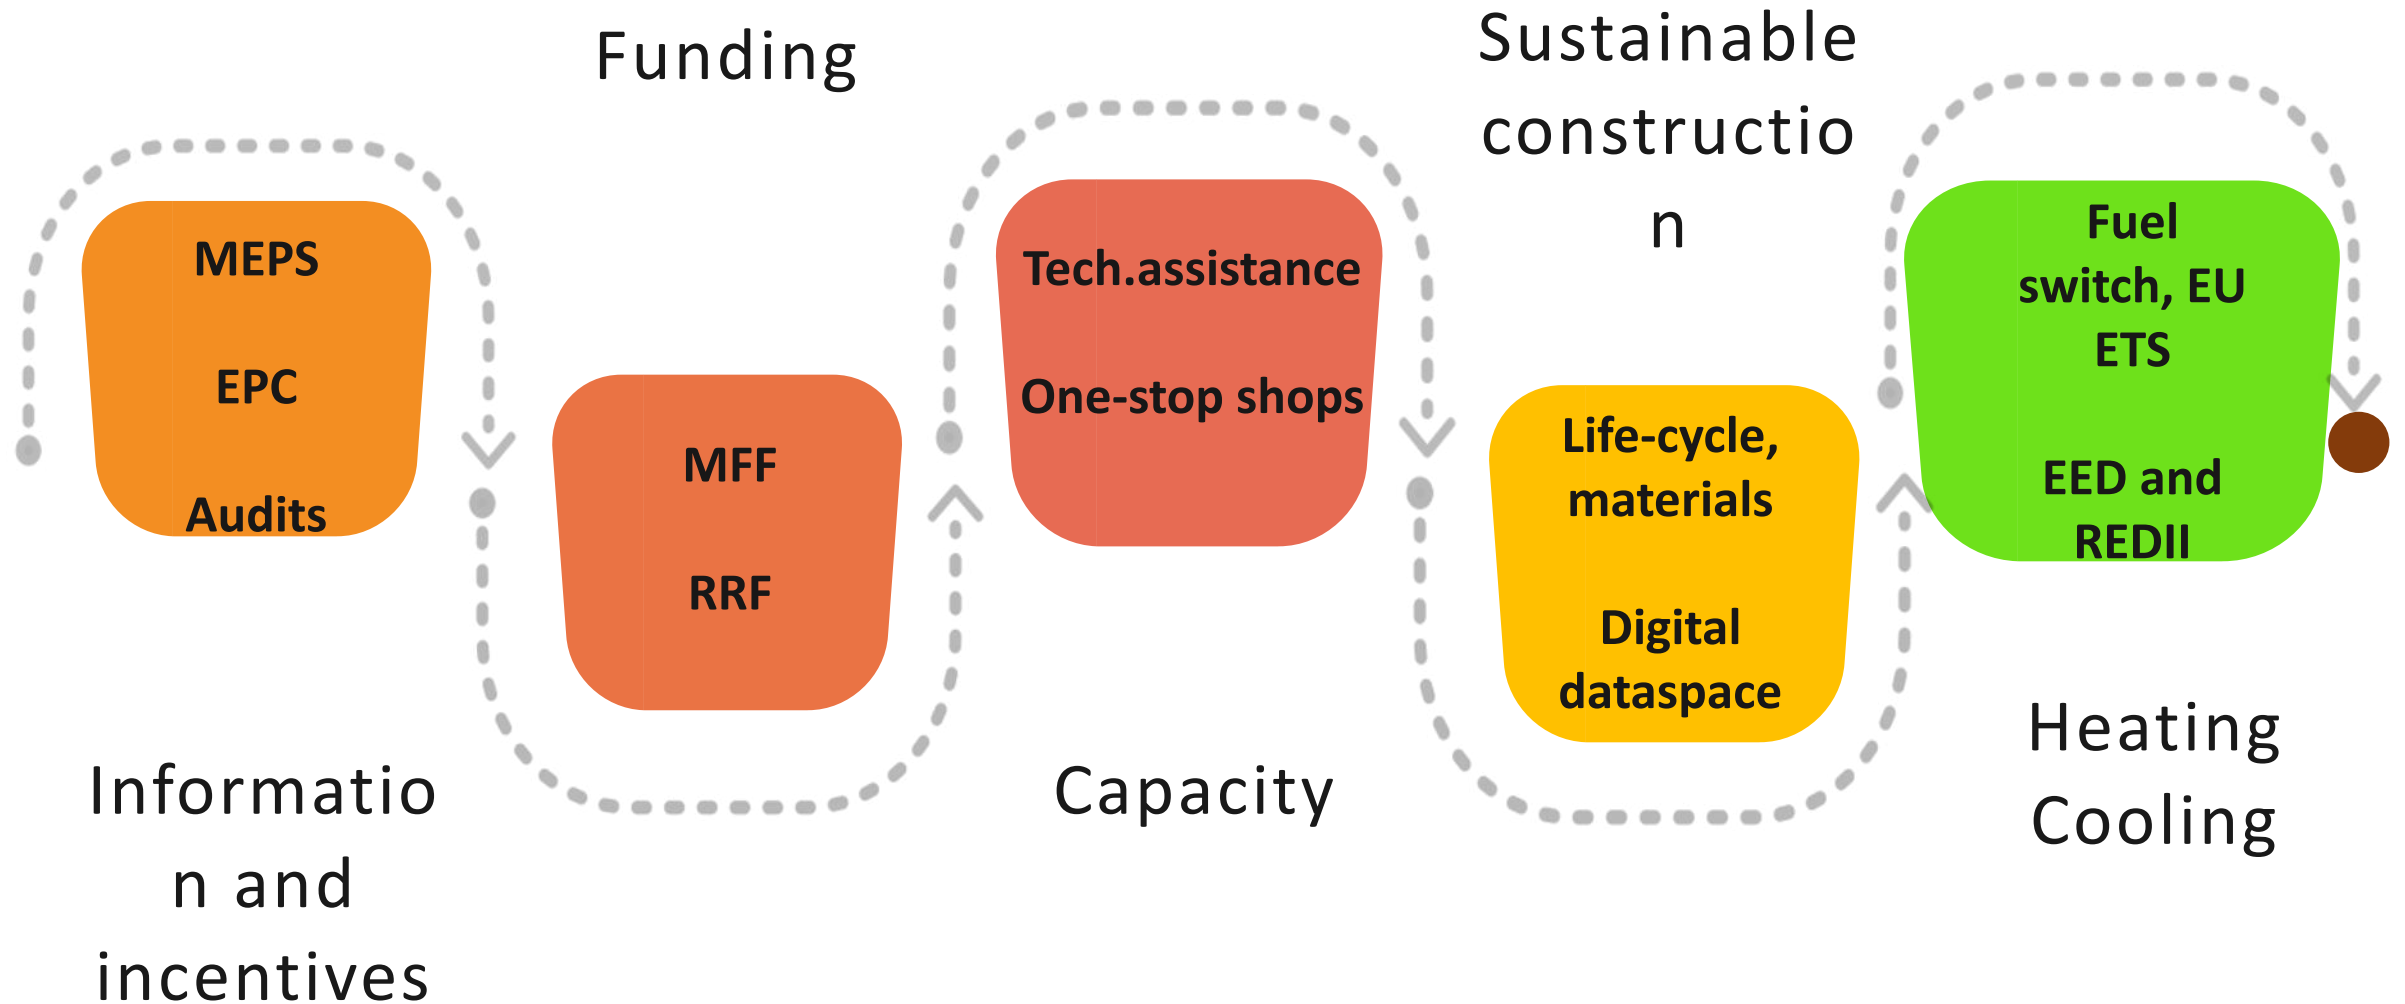 MEPS
EPC
Audits
Informatio
n and
incentives
Funding
MFF
RRF
Tech.assistance
One-stop shops
Capacity
Sustainable
constructio
n
Life-cycle,
materials
Digital
dataspace
Fuel
switch, EU
ETS
EED and
REDII
Heating
Cooling